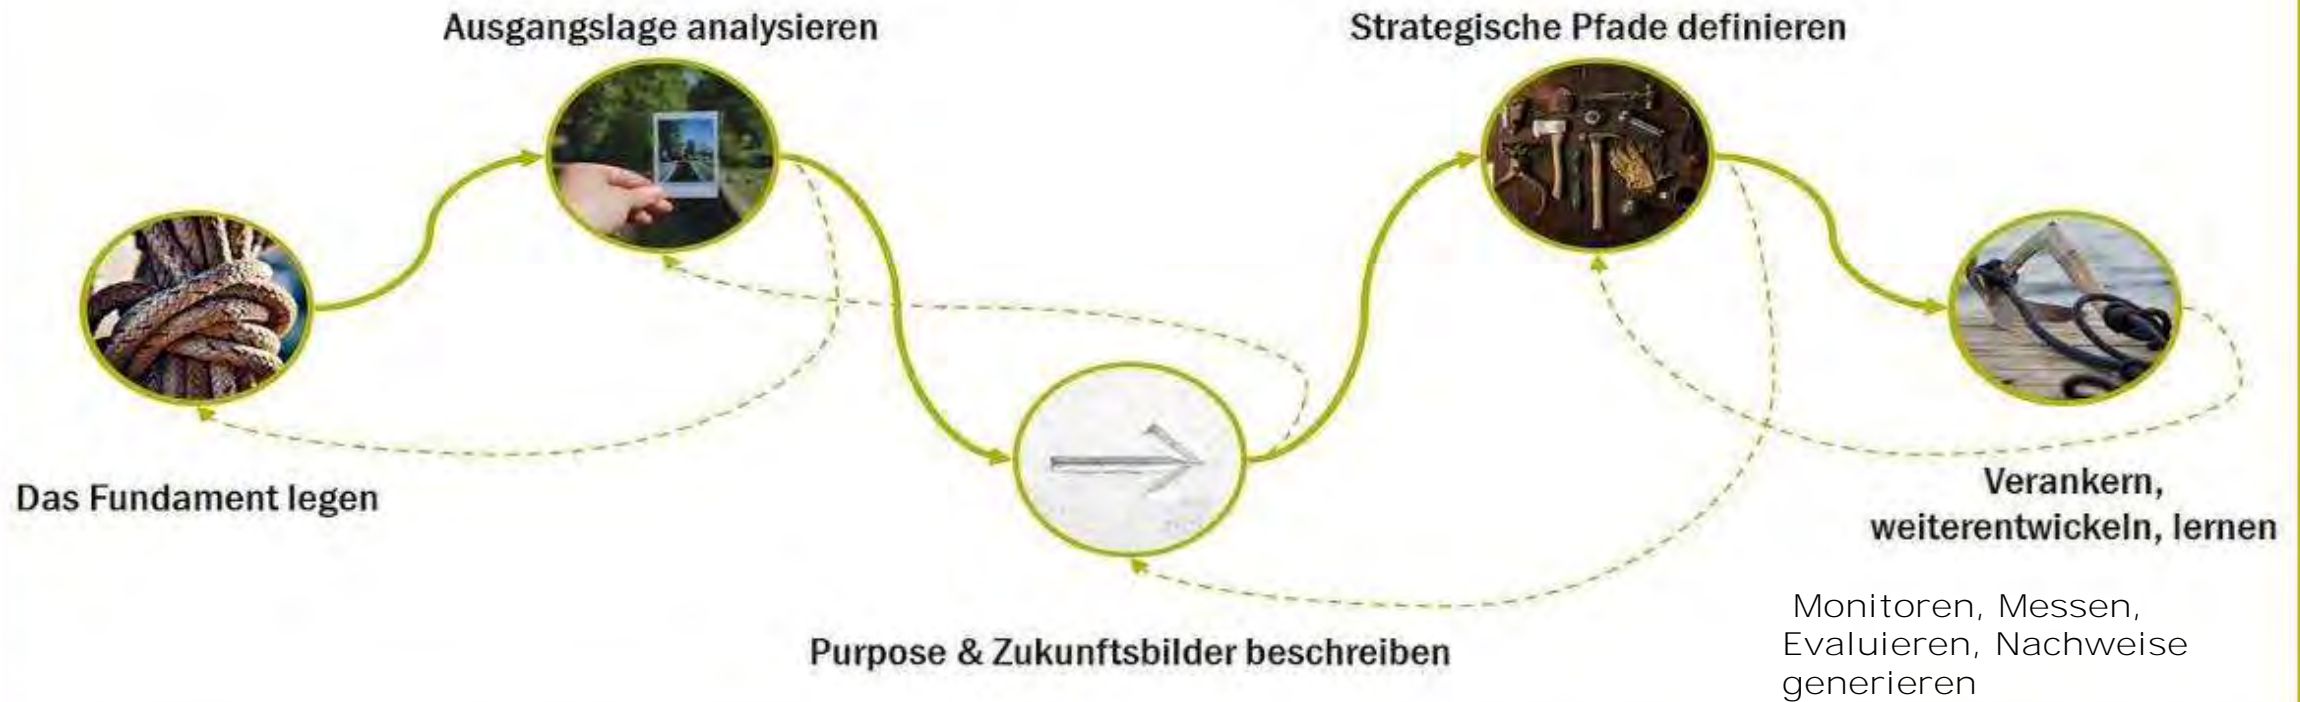 Ausgangslage analysieren
Strategische Pfade definieren
Das Fundament legen
Verankern,
weiterentwickeln, lernen
Purpose & Zukunftsbilder beschreiben
Monitoren, Messen,
Evaluieren, Nachweise
generieren